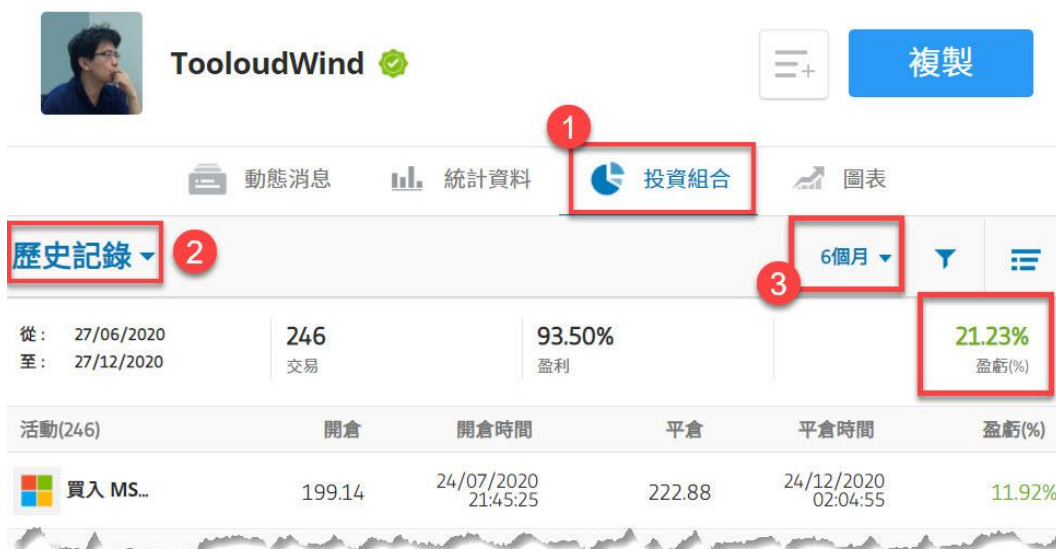 TooloudWind
複製
1
動態消息 統計資料 投資組合 圖表
歷史記錄 2 6個月
3
從: 27/06/2020 246 93.50% 21.23%
至: 27/12/2020 交易 盈利 盈虧(%)
活動(246) 開倉 開倉時間 平倉 平倉時間 盈虧(%)
買入 MS... 199.14 24/07/2020 21:45:25 222.88 24/12/2020 02:04:55 11.92%